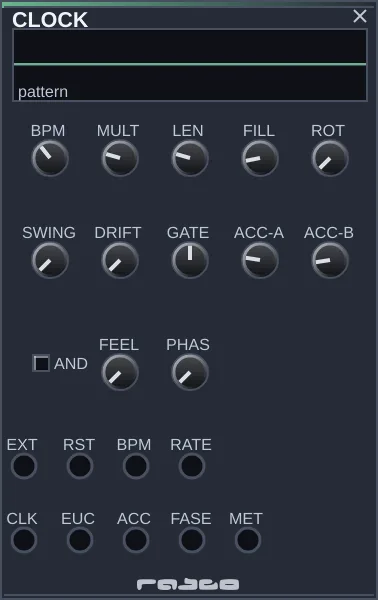 CLOCK
pattern
BPM MULT LEN FILL ROT
SWING DRIFT GATE ACC-A ACC-B
FEEL PHAS
AND
EXT RST BPM RATE
CLK EUC ACC FASE MET